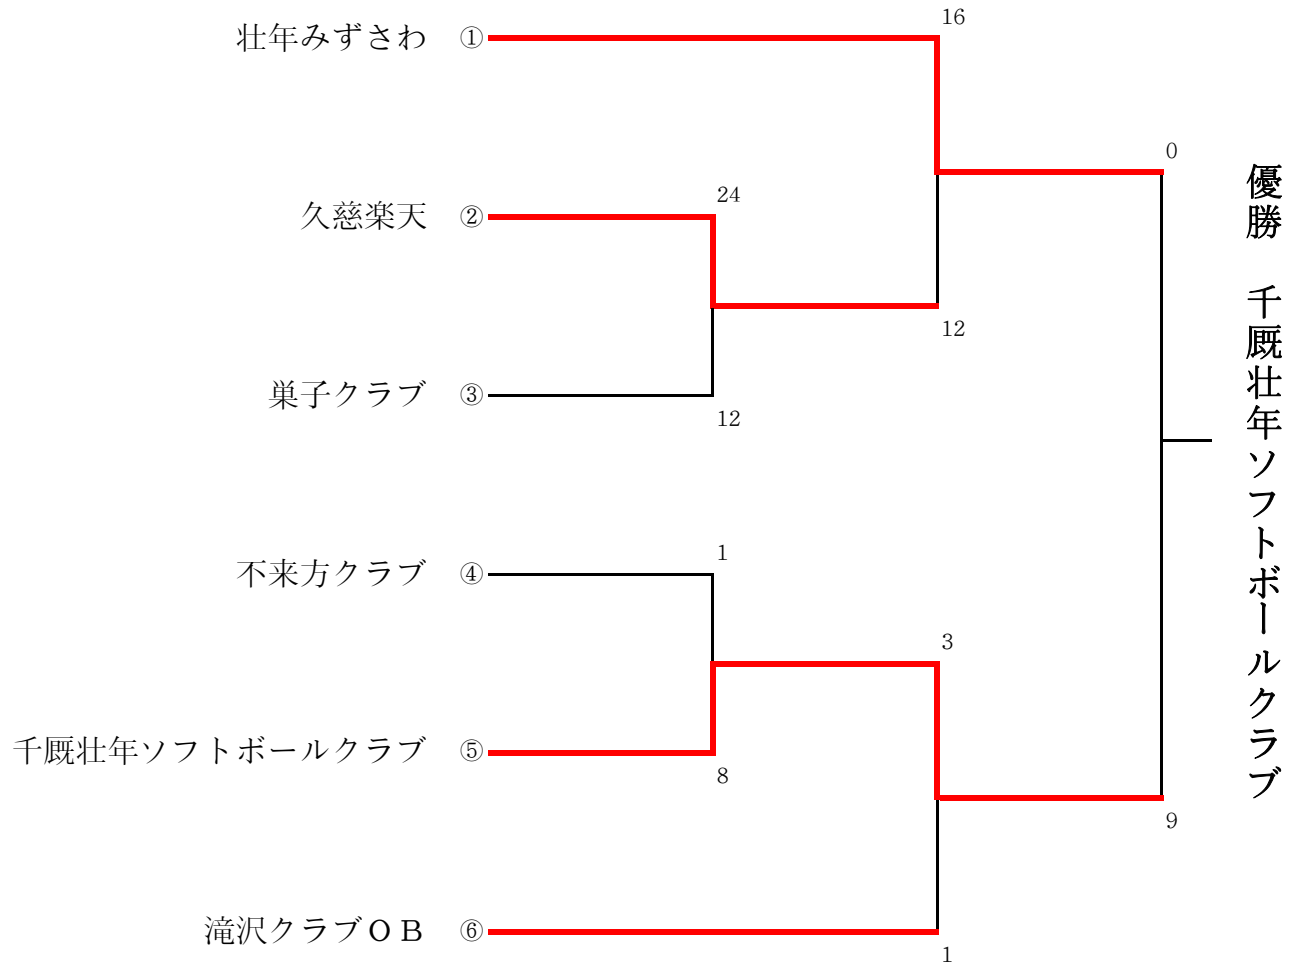 16
壮年みずさわ ①
0
24
久慈楽天 ②
12
巣子クラブ ③
12
優勝　千厩壮年ソフトボールクラブ
1
不来方クラブ ④
3
千厩壮年ソフトボールクラブ ⑤
8
9
滝沢クラブＯＢ ⑥
1